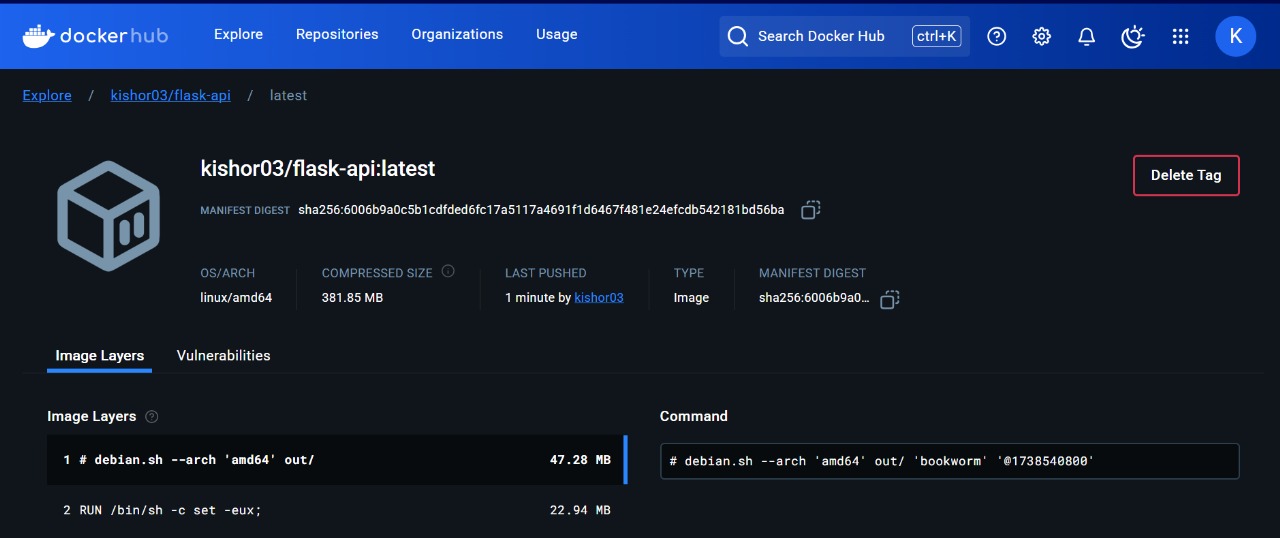 dockerhub Explore Repositories Organizations Usage Search Docker Hub ctrl+K K
Explore / kishor03/flask-api / latest
kishor03/flask-api:latest
Delete Tag
MANIFEST DIGEST sha256:6006b9a0c5b1cdfded6fc17a5117a4691f1d6467f481e24efcdb542181bd56ba
OS/ARCH COMPRESSED SIZE LAST PUSHED TYPE MANIFEST DIGEST
linux/amd64 381.85 MB 1 minute by kishor03 Image sha256:6006b9a0...
Image Layers Vulnerabilities
Image Layers Command
1 # debian.sh --arch 'amd64' out/ 47.28 MB # debian.sh --arch 'amd64' out/ 'bookworm' '@1738540800'
2 RUN /bin/sh -c set -eux; 22.94 MB